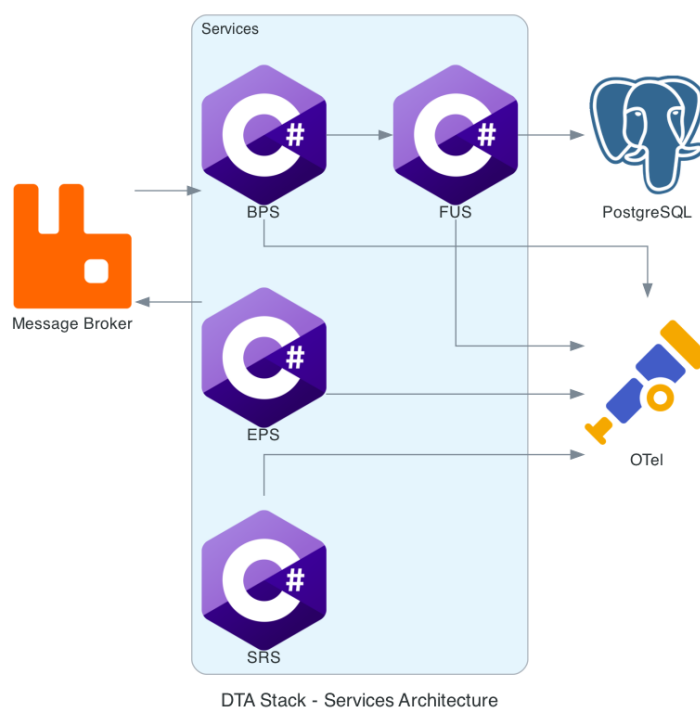 Services
C#
BPS
C#
FUS
PostgreSQL
Message Broker
C#
EPS
OTel
C#
SRS
DTA Stack - Services Architecture